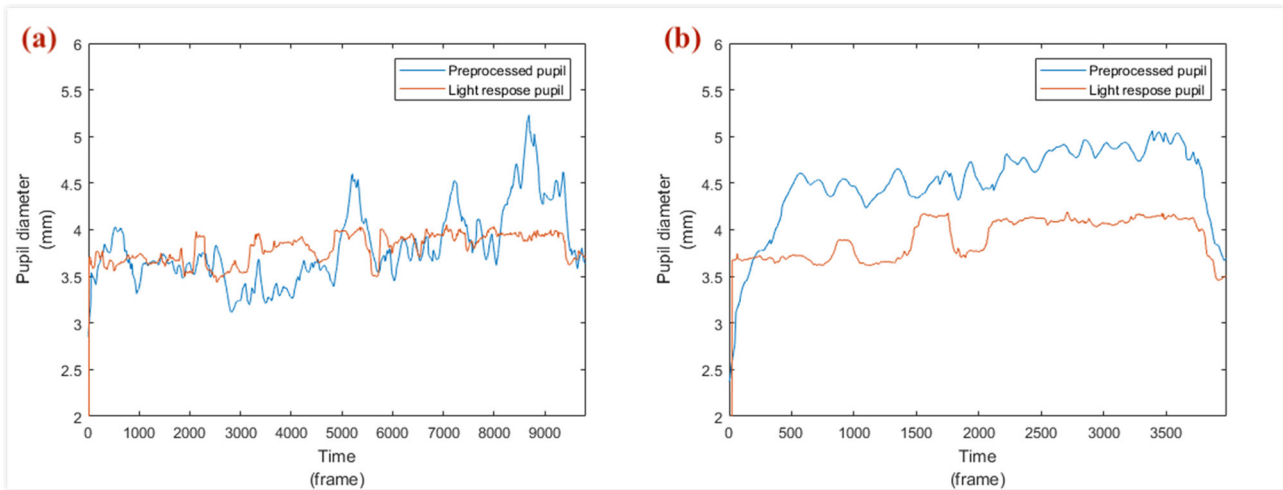 (a)
6
5.5
5
4.5
4
3.5
3
2.5
2
Pupil diameter
(mm)
Preprocessed pupil
Light respose pupil
0
1000
2000
3000
4000
5000
6000
7000
8000
9000
Time
(frame)
(b)
6
5.5
5
4.5
4
3.5
3
2.5
2
Pupil diameter
(mm)
Preprocessed pupil
Light respose pupil
0
500
1000
1500
2000
2500
3000
3500
Time
(frame)